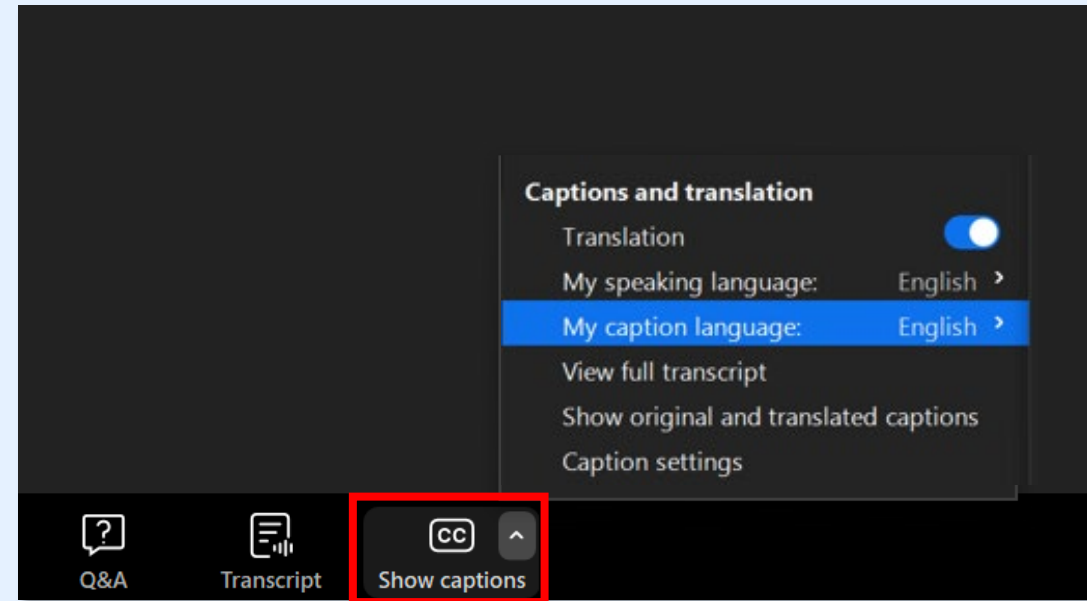 Captions and translation
Translation
My speaking language: English
My caption language: English
View full transcript
Show original and translated captions
Caption settings
CC
Q&A Transcript Show captions